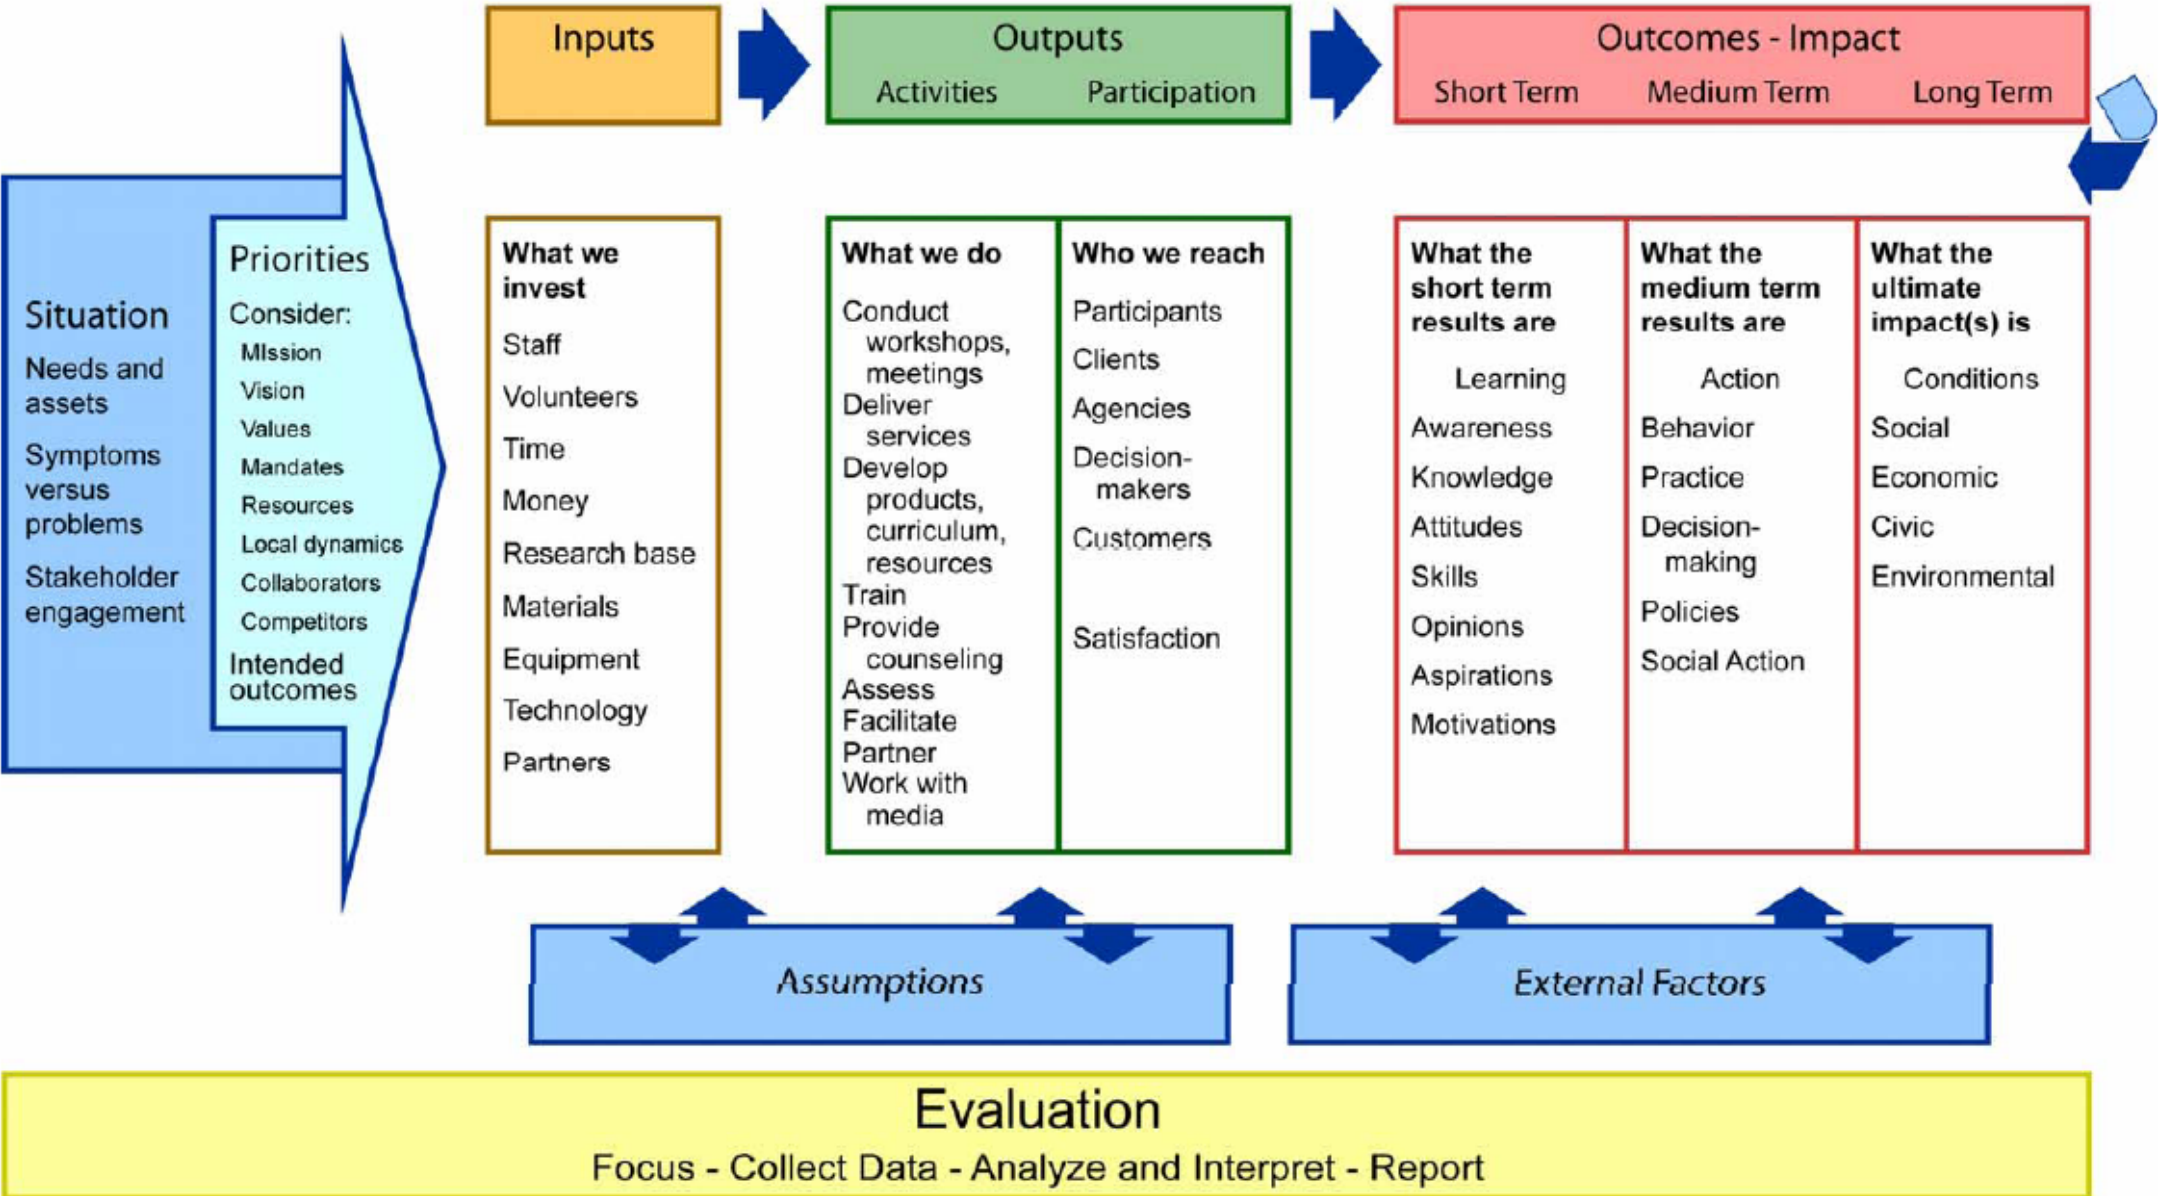 Inputs
Outputs
Activities Participation
Outcomes - Impact
Short Term Medium Term Long Term
Situation
Needs and
assets
Symptoms
versus
problems
Stakeholder
engagement
Priorities
Consider:
MIssion
Vision
Values
Mandates
Resources
Local dynamics
Collaborators
Competitors
Intended
outcomes
What we
invest
Staff
Volunteers
Time
Money
Research base
Materials
Equipment
Technology
Partners
What we do
Conduct
workshops,
meetings
Deliver
services
Develop
products,
curriculum,
resources
Train
Provide
counseling
Assess
Facilitate
Partner
Work with
media
Who we reach
Participants
Clients
Agencies
Decision-
makers
Customers
Satisfaction
What the
short term
results are
Learning
Awareness
Knowledge
Attitudes
Skills
Opinions
Aspirations
Motivations
What the
medium term
results are
Action
Behavior
Practice
Decision-
making
Policies
Social Action
What the
ultimate
impact(s) is
Conditions
Social
Economic
Civic
Environmental
Assumptions
External Factors
Evaluation
Focus - Collect Data - Analyze and Interpret - Report